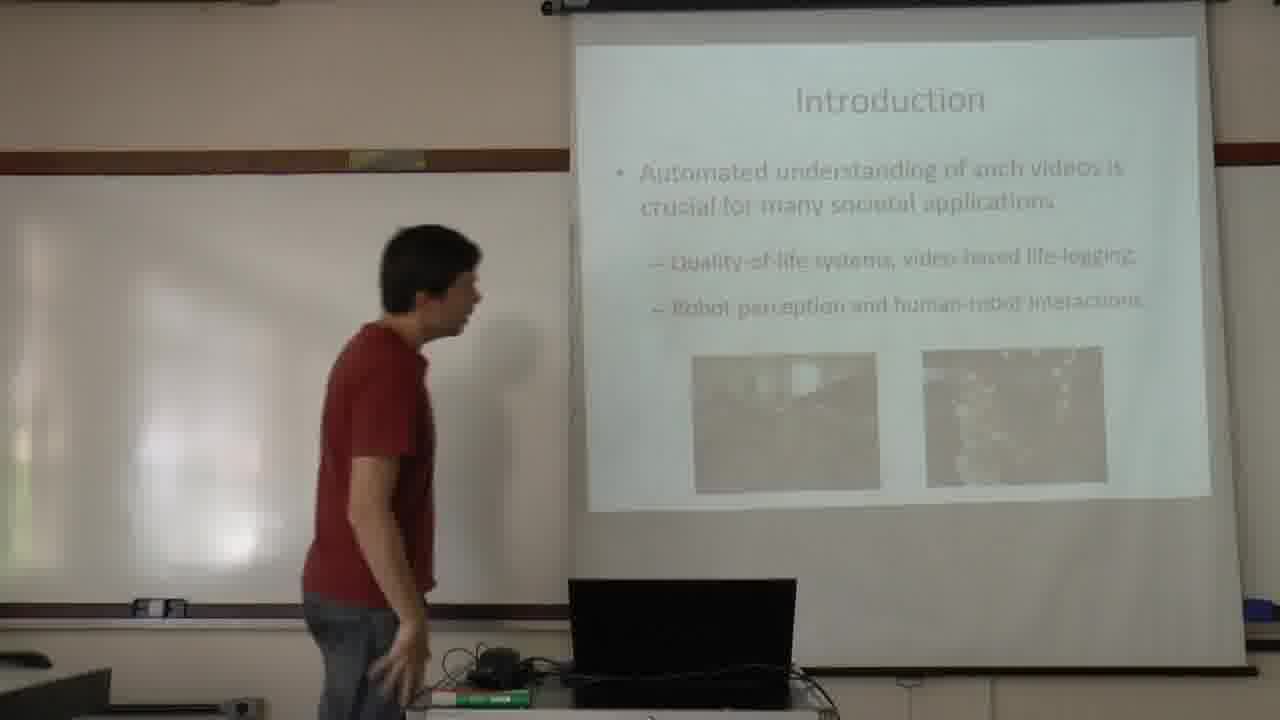 Introduction
• Automated understanding of such videos is
crucial for many societal applications
– Quality-of-life systems, video-based life-logging,
– Robot perception and human-robot interactions